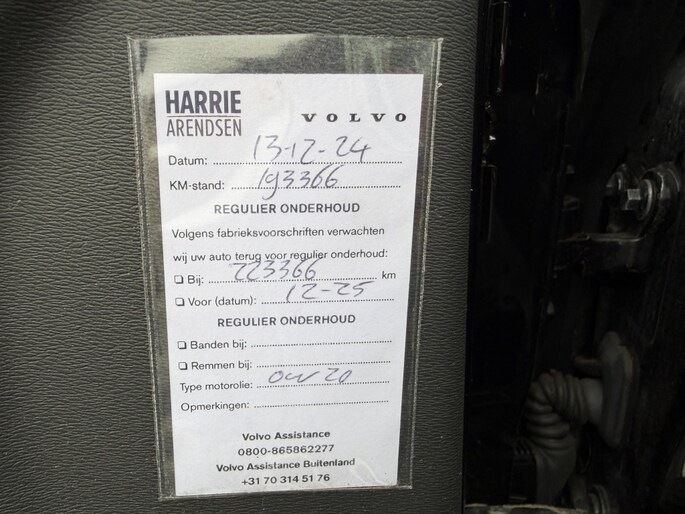 HARRIE
ARENDSEN
VOLVO
Datum: 13-12-24
KM-stand: 193366
REGULIER ONDERHOUD
Volgens fabrieksvoorschriften verwachten
wij uw auto terug voor regulier onderhoud:
☐ Bij: 223366 km
☐ Voor (datum): 12-25
REGULIER ONDERHOUD
☐ Banden bij:
☐ Remmen bij:
Type motorolie: 0w20
Opmerkingen:
Volvo Assistance
0800-865862277
Volvo Assistance Buitenland
+31 70 314 51 76